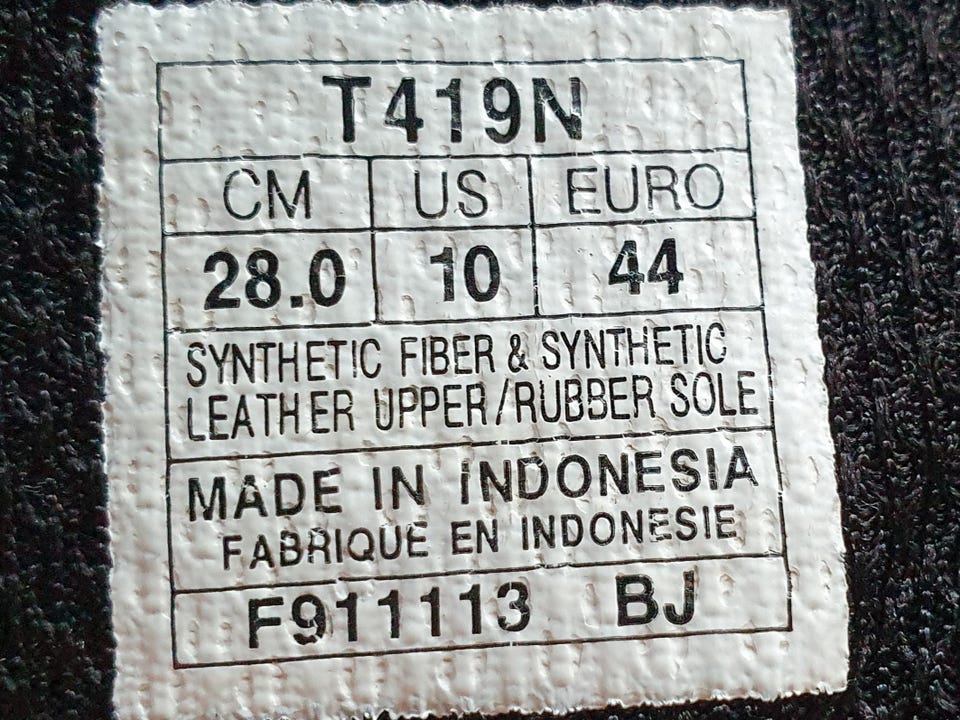 T419N
CM US EURO
28.0 10 44
SYNTHETIC FIBER & SYNTHETIC
LEATHER UPPER/RUBBER SOLE
MADE IN INDONESIA
FABRIQUE EN INDONESIE
F911113 BJ